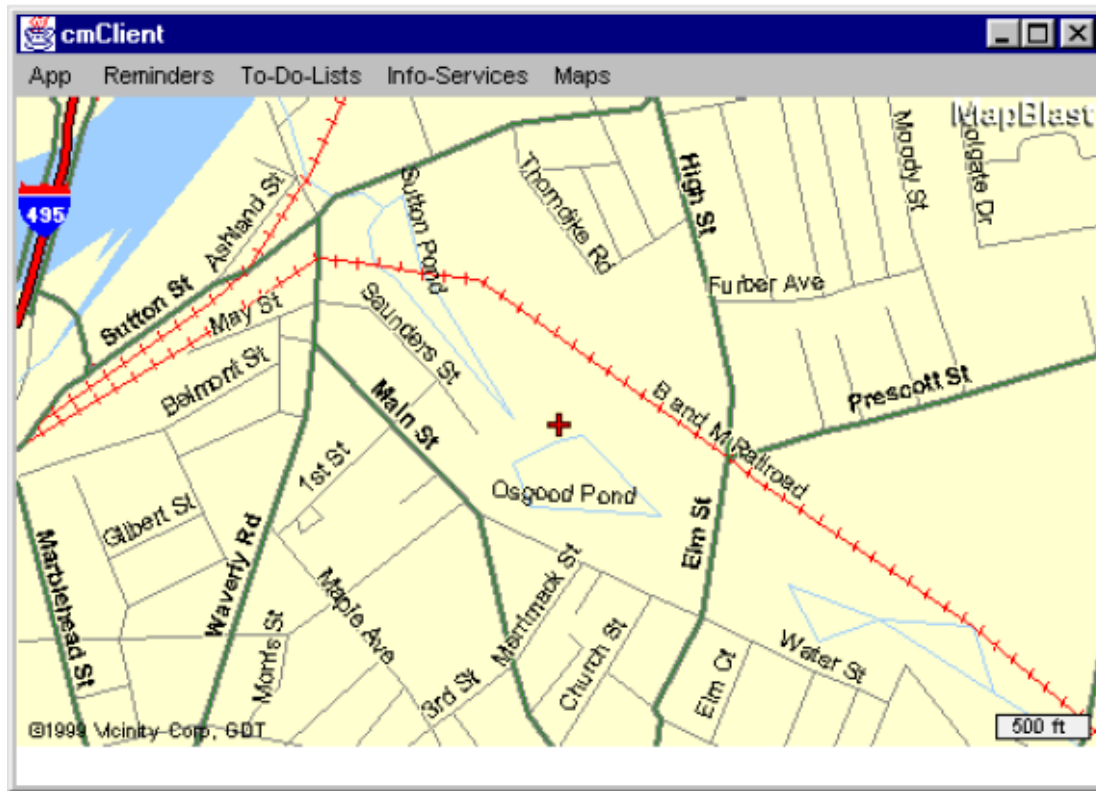 cmClient
App Reminders To-Do-Lists Info-Services Maps
MapBlast
495
Ashland St
Sutton Pond
Thorndike Rd
High St
Moody St
Colgate Dr
Sutton St
May St
Saunders St
Furber Ave
Belmont St
Main St
Prescott St
B and M Railroad
1st St
Osgood Pond
Gilbert St
Elm St
Marblehead St
Waverly Rd
Maple Ave
Merrimack St
Morris St
3rd St
Church St
Elm Ct
Water St
©1999 Vicinity Corp, GDT
500 ft